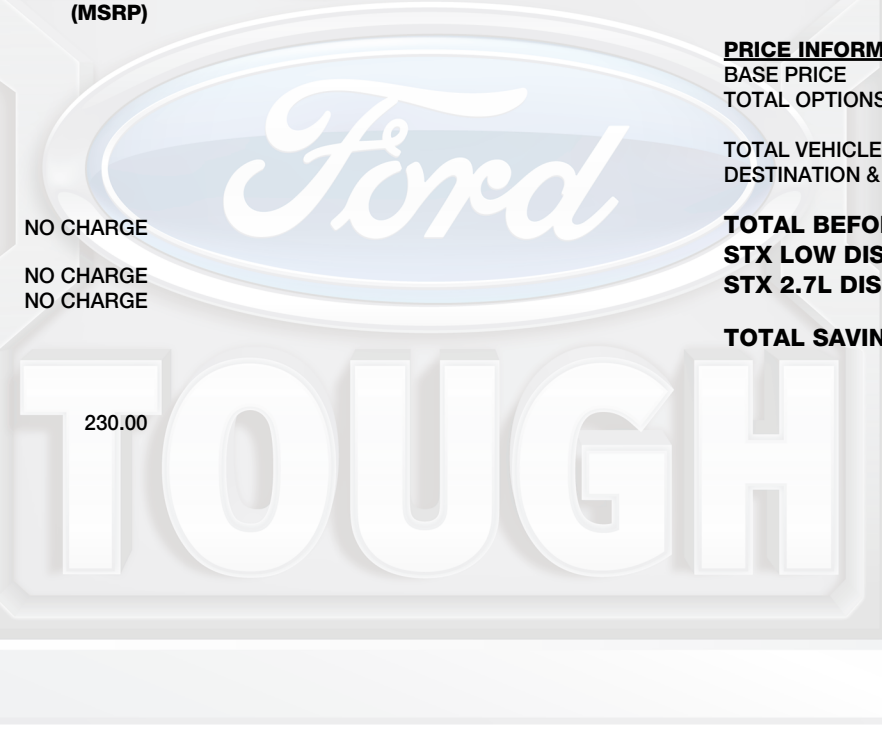 (MSRP)
NO CHARGE
NO CHARGE
NO CHARGE
230.00
PRICE INFORM
BASE PRICE
TOTAL OPTIONS
TOTAL VEHICLE
DESTINATION &
TOTAL BEFO
STX LOW DIS
STX 2.7L DIS
TOTAL SAVIN
Ford
TOUGH